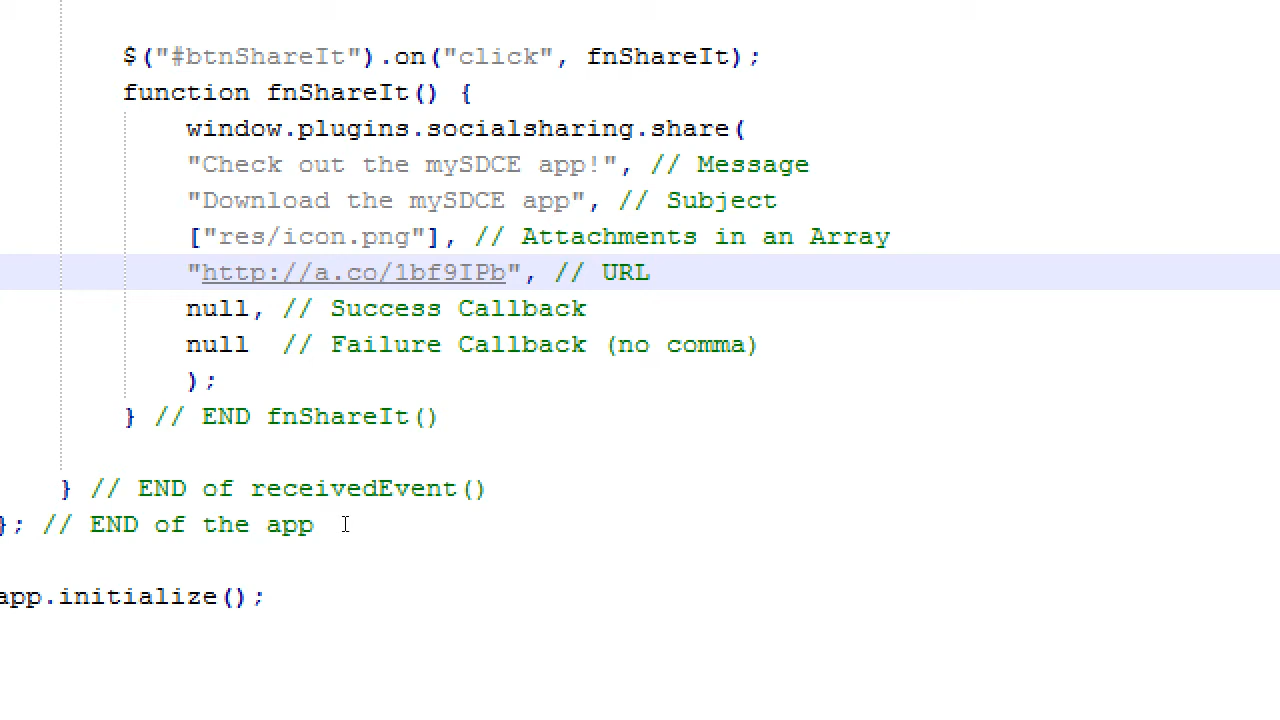 $("#btnShareIt").on("click", fnShareIt);
function fnShareIt() {
window.plugins.socialsharing.share(
"Check out the mySDCE app!", // Message
"Download the mySDCE app", // Subject
["res/icon.png"], // Attachments in an Array
"http://a.co/1bf9IPb", // URL
null, // Success Callback
null // Failure Callback (no comma)
);
} // END fnShareIt()
} // END of receivedEvent()
}; // END of the app
app.initialize();